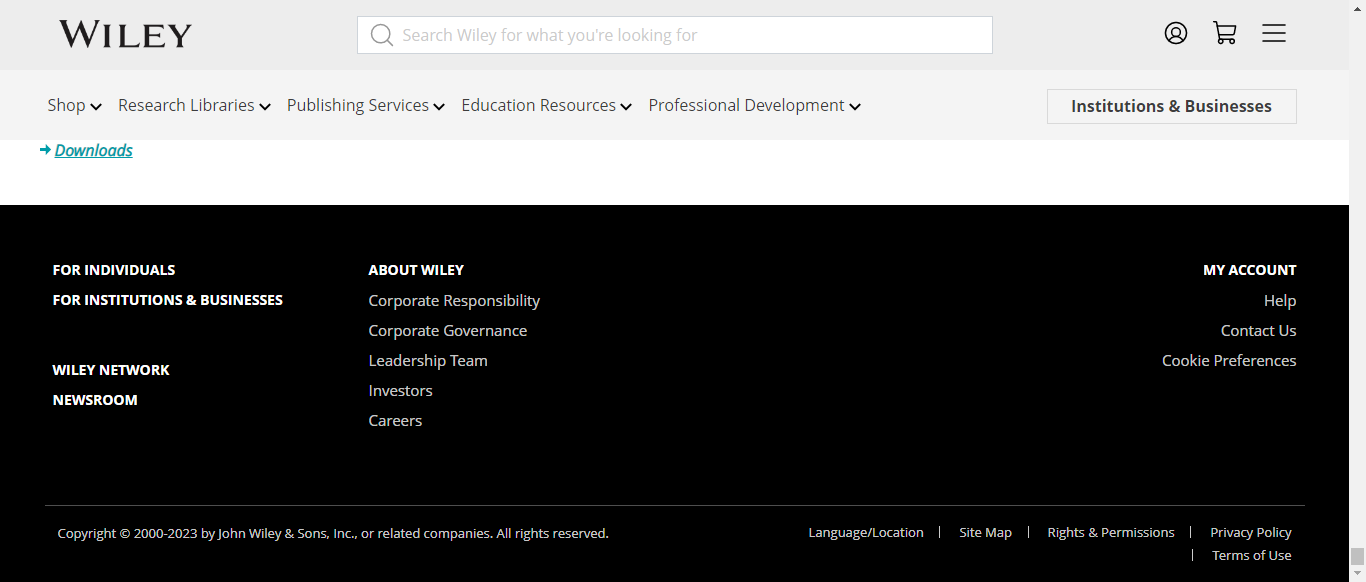 WILEY
Search Wiley for what you're looking for
Shop Research Libraries Publishing Services Education Resources Professional Development Institutions & Businesses
Downloads
FOR INDIVIDUALS
FOR INSTITUTIONS & BUSINESSES
WILEY NETWORK
NEWSROOM
ABOUT WILEY
Corporate Responsibility
Corporate Governance
Leadership Team
Investors
Careers
MY ACCOUNT
Help
Contact Us
Cookie Preferences
Copyright © 2000-2023 by John Wiley & Sons, Inc., or related companies. All rights reserved.
Language/Location | Site Map | Rights & Permissions | Privacy Policy
| Terms of Use